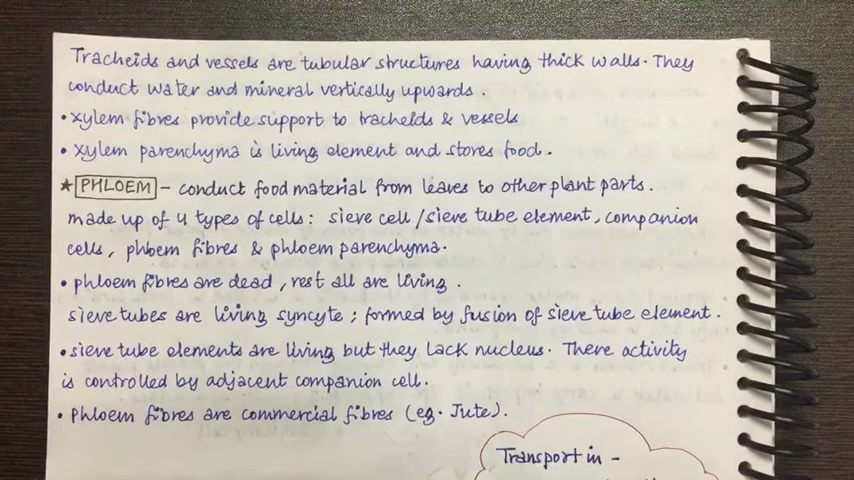 Tracheids and vessels are tubular structures having thick walls. They
conduct water and mineral vertically upwards.
• xylem fibres provide support to tracheids & vessels
• xylem parenchyma is living element and stores food.
★ PHLOEM - conduct food material from leaves to other plant parts.
made up of 4 types of cells: sieve cell/sieve tube element, companion
cells, phloem fibres & phloem parenchyma.
• phloem fibres are dead, rest all are living.
sieve tubes are living syncyte; formed by fusion of sieve tube element.
• sieve tube elements are living but they lack nucleus. There activity
is controlled by adjacent companion cell.
• Phloem fibres are commercial fibres (eg. Jute).
Transport in -